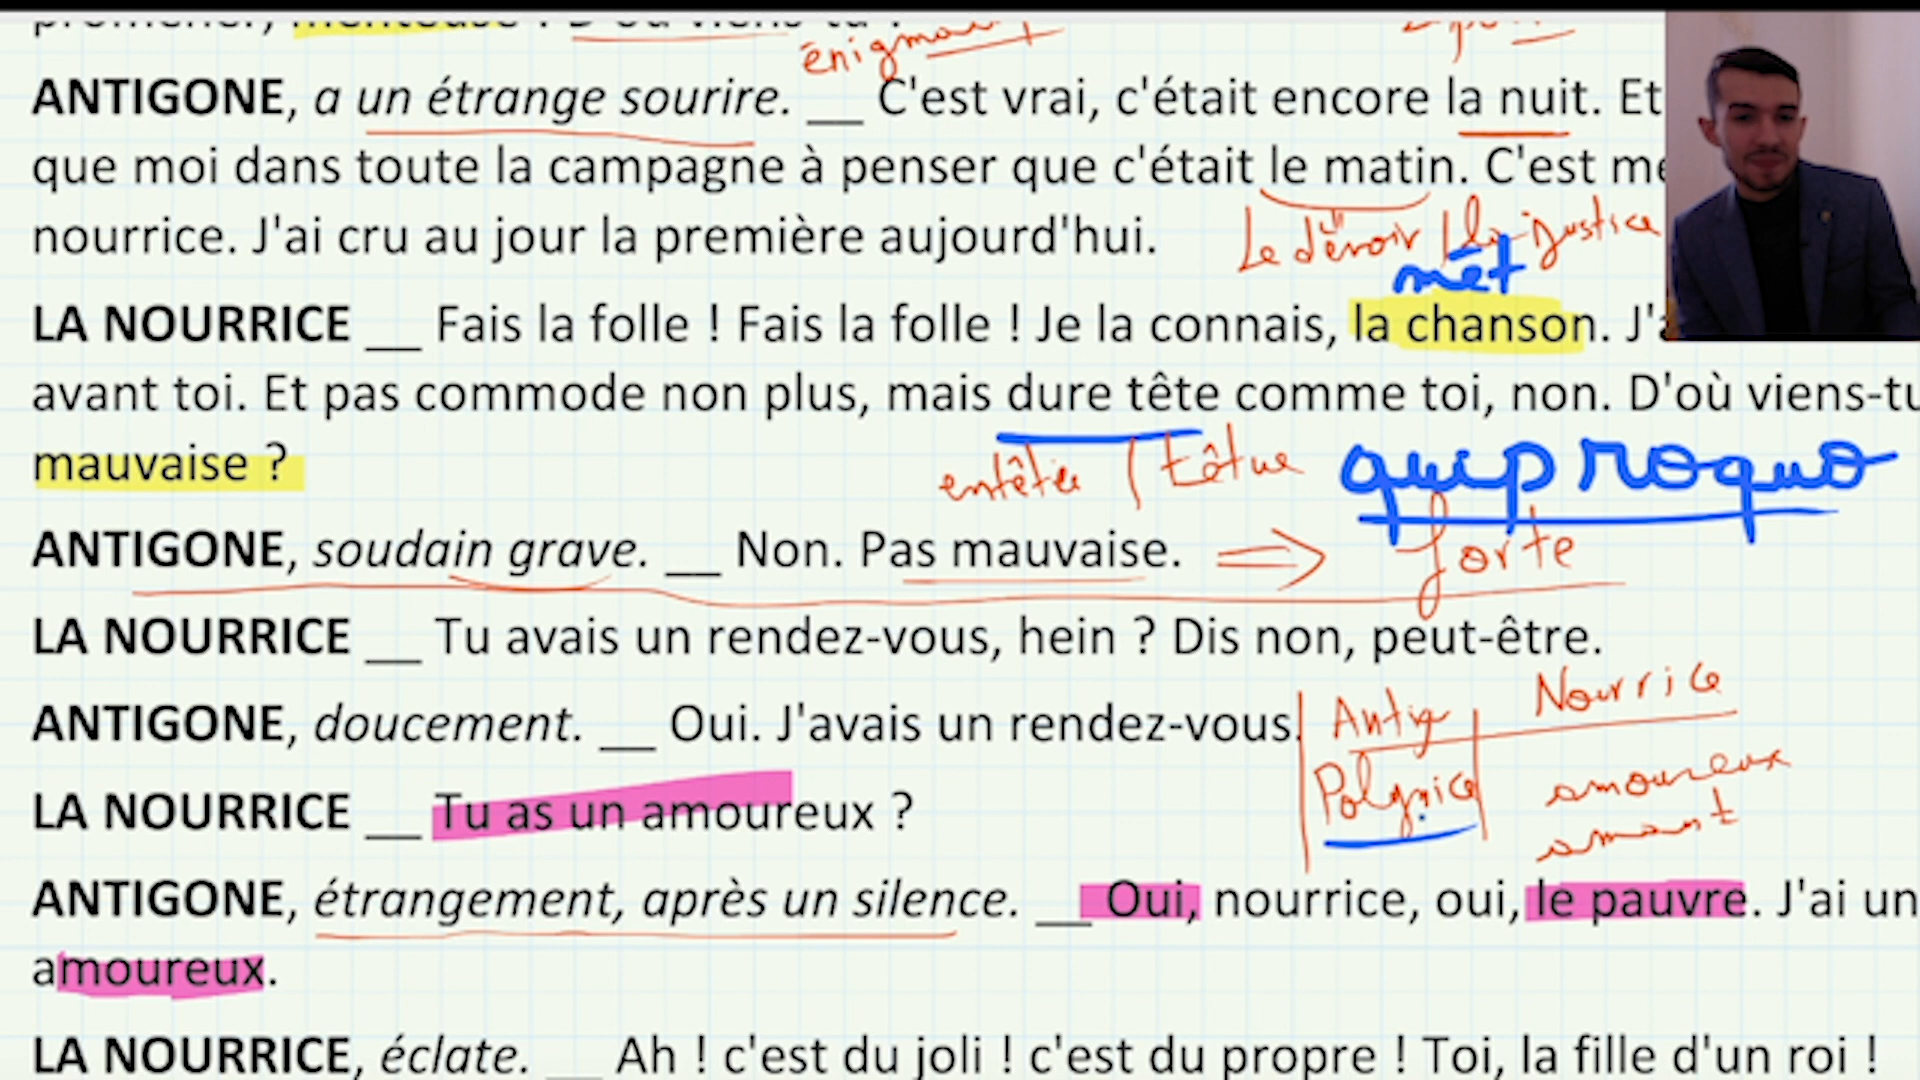 promener, menteuse ? D'où viens-tu ?
ANTIGONE, a un étrange sourire. __ C'est vrai, c'était encore la nuit. Et
que moi dans toute la campagne à penser que c'était le matin. C'est me
Le devoir / la justice
nourrice. J'ai cru au jour la première aujourd'hui.
mét
LA NOURRICE __ Fais la folle ! Fais la folle ! Je la connais, la chanson. J'a
avant toi. Et pas commode non plus, mais dure tête comme toi, non. D'où viens-tu
mauvaise ?
entêtée / têtue
quiproquo
ANTIGONE, soudain grave. __ Non. Pas mauvaise. ⇒ forte
LA NOURRICE __ Tu avais un rendez-vous, hein ? Dis non, peut-être.
Antig | Nourrice
ANTIGONE, doucement. __ Oui. J'avais un rendez-vous.
Polynice | amoureux
amant
LA NOURRICE __ Tu as un amoureux ?
ANTIGONE, étrangement, après un silence. __ Oui, nourrice, oui, le pauvre. J'ai un
amoureux.
LA NOURRICE, éclate. __ Ah ! c'est du joli ! c'est du propre ! Toi, la fille d'un roi !